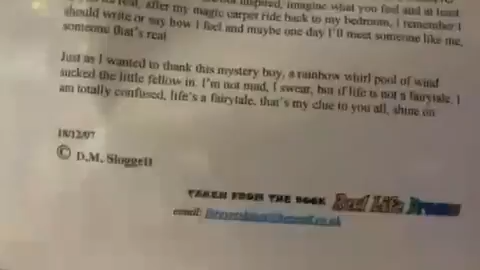 inspired, imagine what you feel and at least
real, after my magic carpet ride back to my bedroom, I remember I
should write or say how I feel and maybe one day I'll meet someone like me,
someone that's real
Just as I wanted to thank this mystery boy, a rainbow whirl pool of wind
sucked the little fellow in. I'm not mad, I swear, but if life is not a fairytale. I
am totally confused, life's a fairytale, that's my clue to you all, shine on
18/12/97
© D.M. Sloggett
TAKEN FROM THE BOOK Real Life Dreams
email: